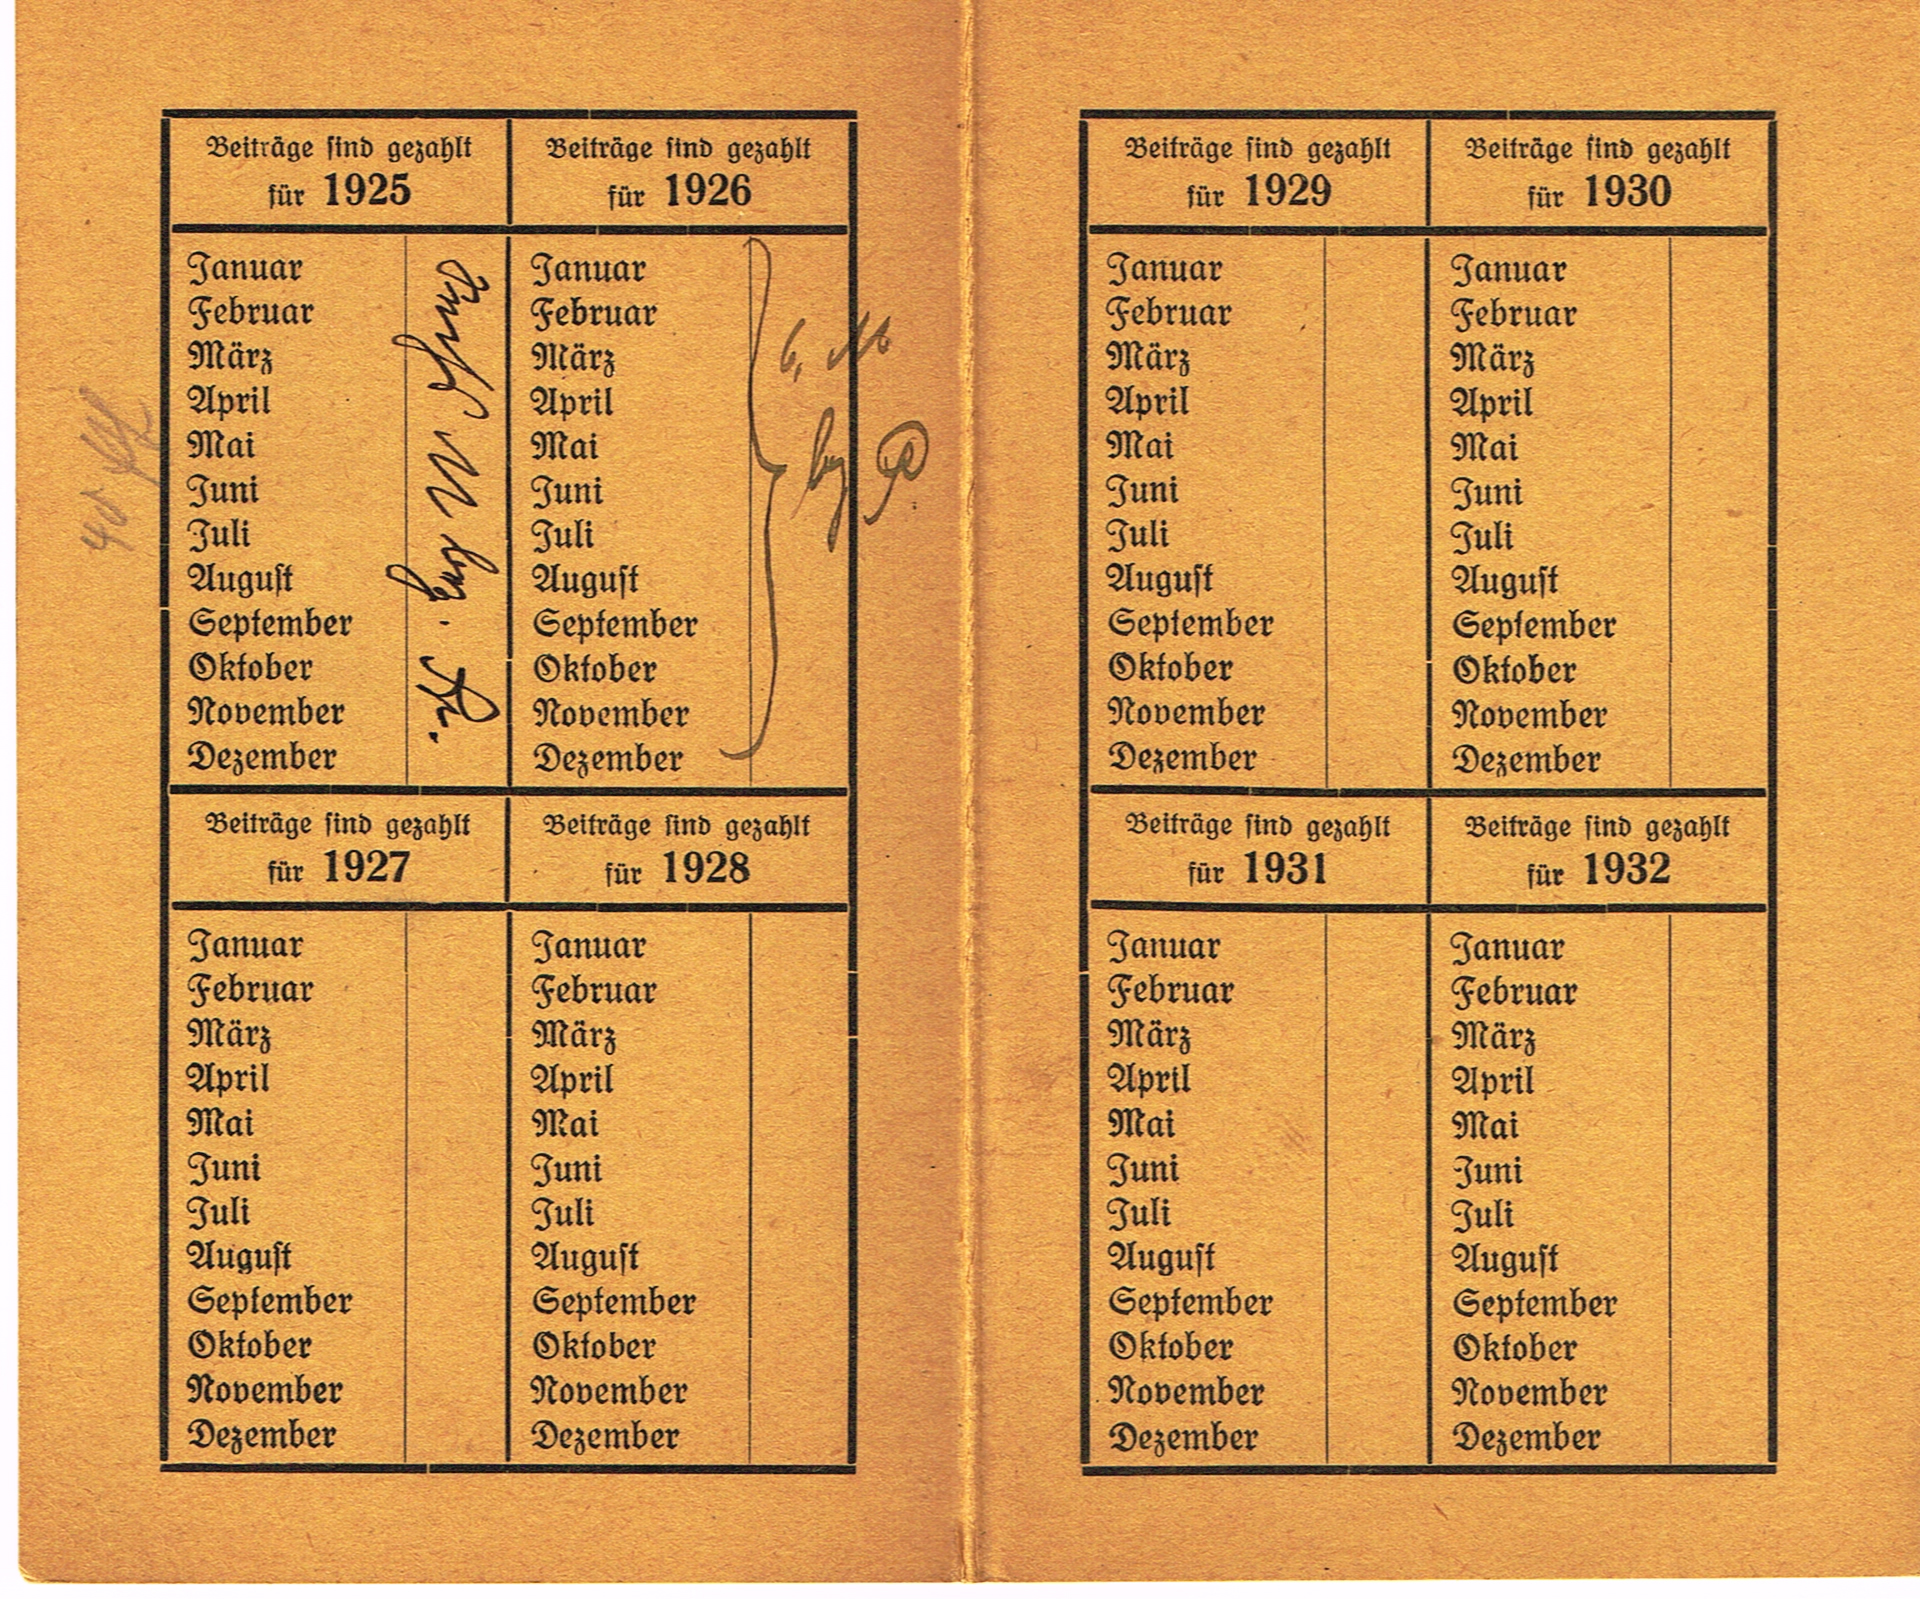 Beiträge sind gezahlt
für 1925
Januar
Februar
März
April
Mai
Juni
Juli
August
September
Oktober
November
Dezember
Beiträge sind gezahlt
für 1926
Januar
Februar
März
April
Mai
Juni
Juli
August
September
Oktober
November
Dezember
6, M
Beiträge sind gezahlt
für 1927
Januar
Februar
März
April
Mai
Juni
Juli
August
September
Oktober
November
Dezember
Beiträge sind gezahlt
für 1928
Januar
Februar
März
April
Mai
Juni
Juli
August
September
Oktober
November
Dezember
Beiträge sind gezahlt
für 1929
Januar
Februar
März
April
Mai
Juni
Juli
August
September
Oktober
November
Dezember
Beiträge sind gezahlt
für 1930
Januar
Februar
März
April
Mai
Juni
Juli
August
September
Oktober
November
Dezember
Beiträge sind gezahlt
für 1931
Januar
Februar
März
April
Mai
Juni
Juli
August
September
Oktober
November
Dezember
Beiträge sind gezahlt
für 1932
Januar
Februar
März
April
Mai
Juni
Juli
August
September
Oktober
November
Dezember